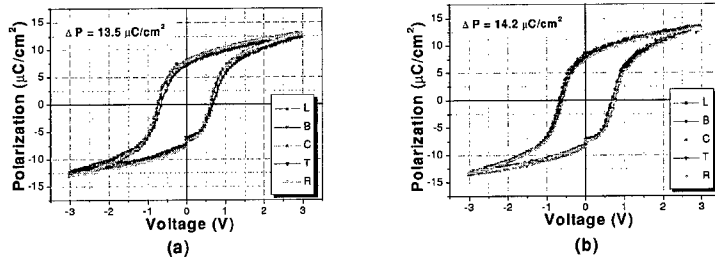 Δ P = 13.5 μC/cm²
Polarization (μC/cm²)
15
10
5
0
-5
-10
-15
-3 -2 -1 0 1 2 3
Voltage (V)
L
B
C
T
R
(a)
Δ P = 14.2 μC/cm²
Polarization (μC/cm²)
15
10
5
0
-5
-10
-15
-3 -2 -1 0 1 2 3
Voltage (V)
L
B
C
T
R
(b)